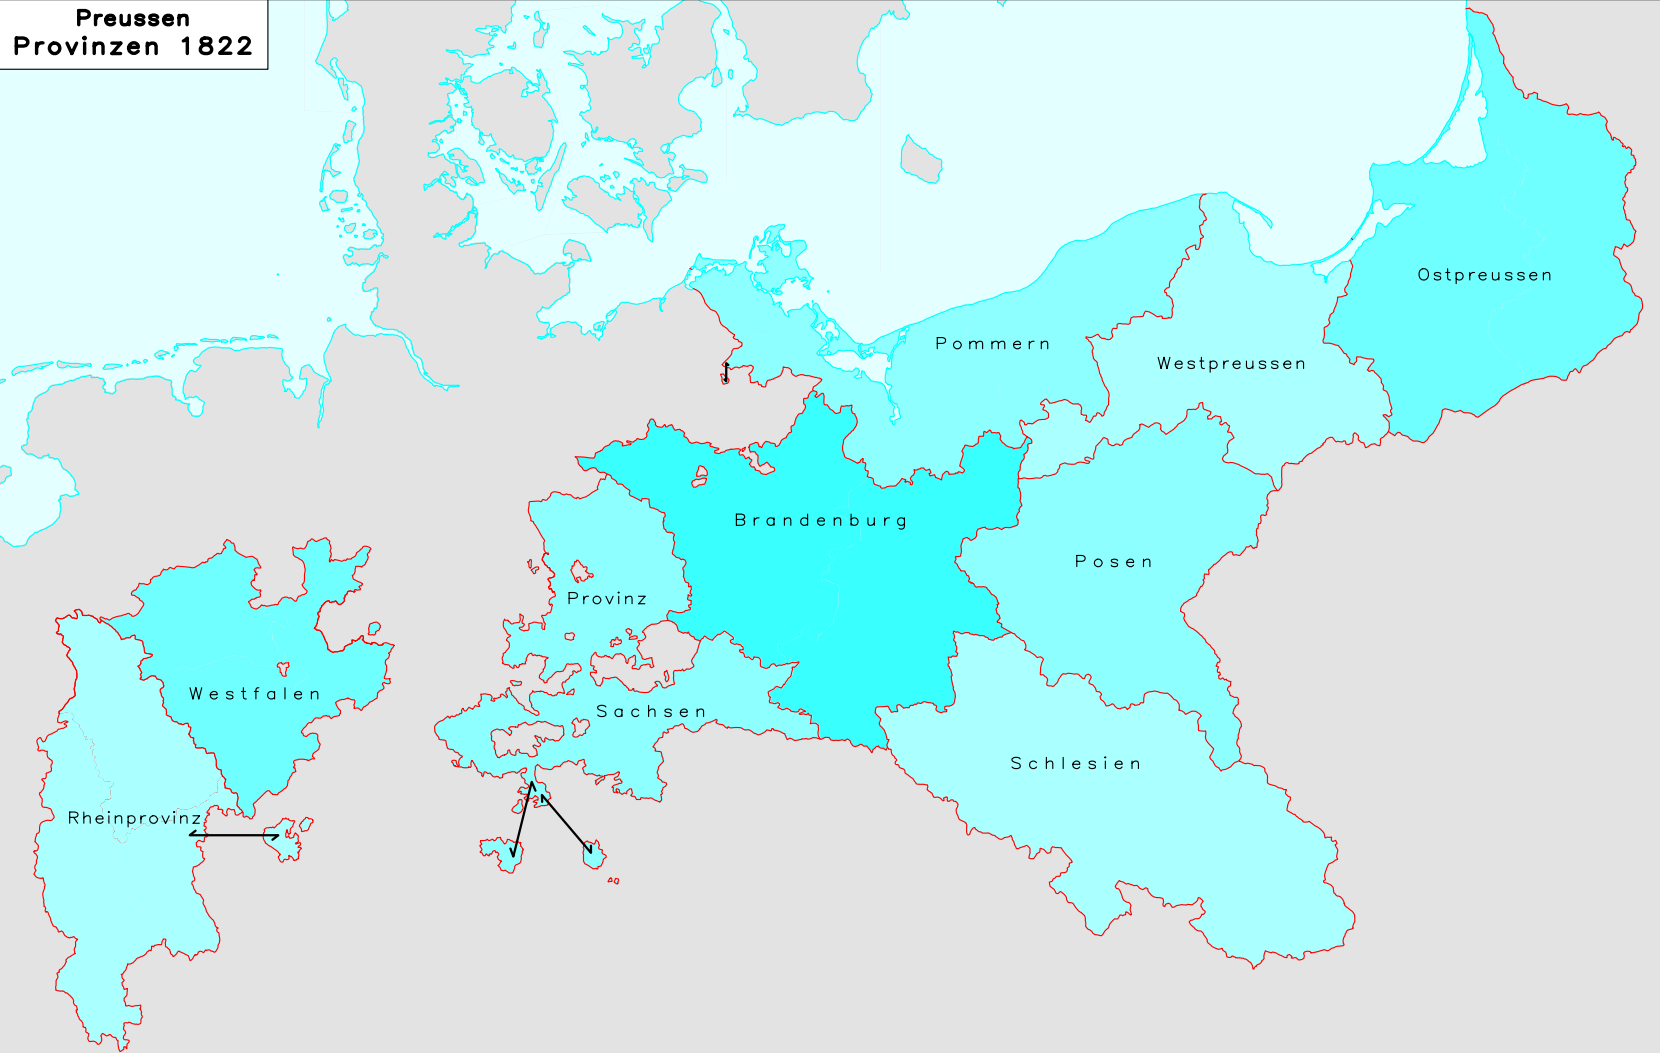 Preussen
Provinzen 1822
Ostpreussen
Pommern
Westpreussen
Brandenburg
Posen
Provinz
Sachsen
Westfalen
Schlesien
Rheinprovinz